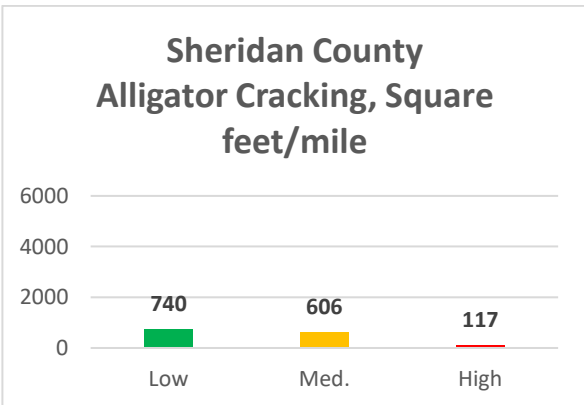 Sheridan County
Alligator Cracking, Square
feet/mile
6000
4000
2000
0
740
606
117
Low
Med.
High